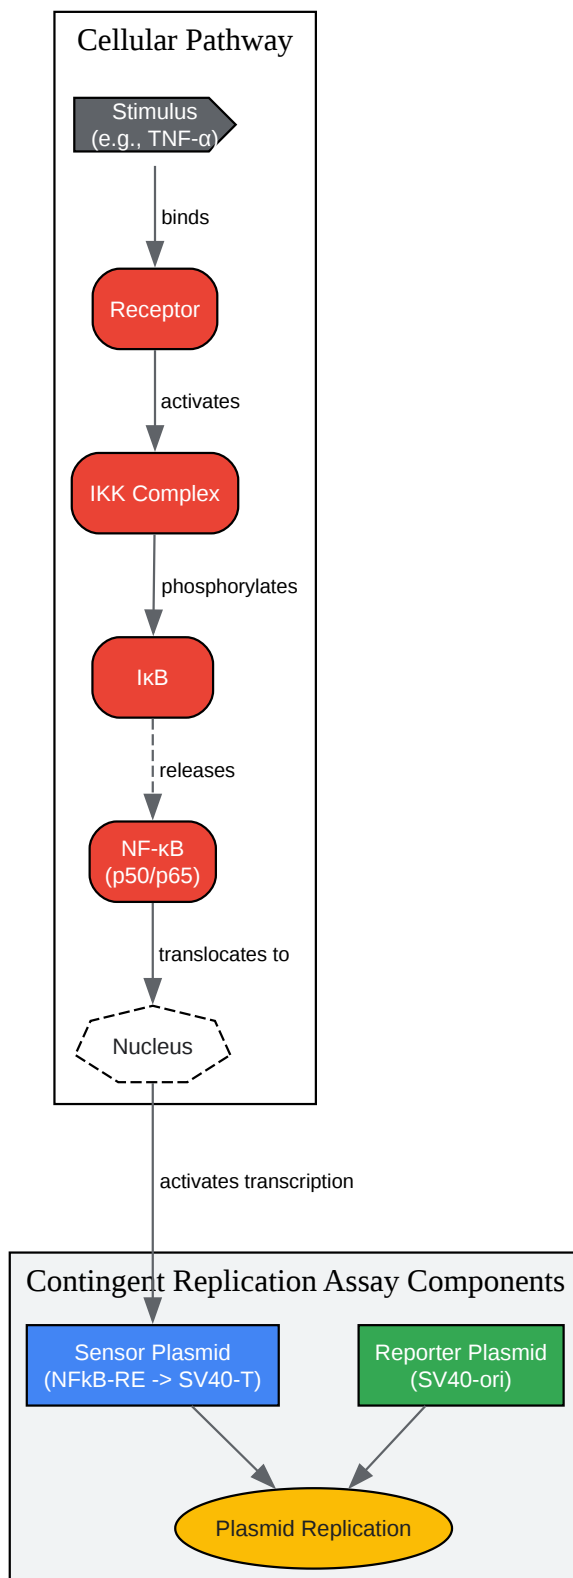 Cellular Pathway
Stimulus
(e.g., TNF-α)
binds
Receptor
activates
IKK Complex
phosphorylates
IκB
releases
NF-κB
(p50/p65)
translocates to
Nucleus
activates transcription
Contingent Replication Assay Components
Sensor Plasmid
(NFkB-RE -> SV40-T)
Reporter Plasmid
(SV40-ori)
Plasmid Replication